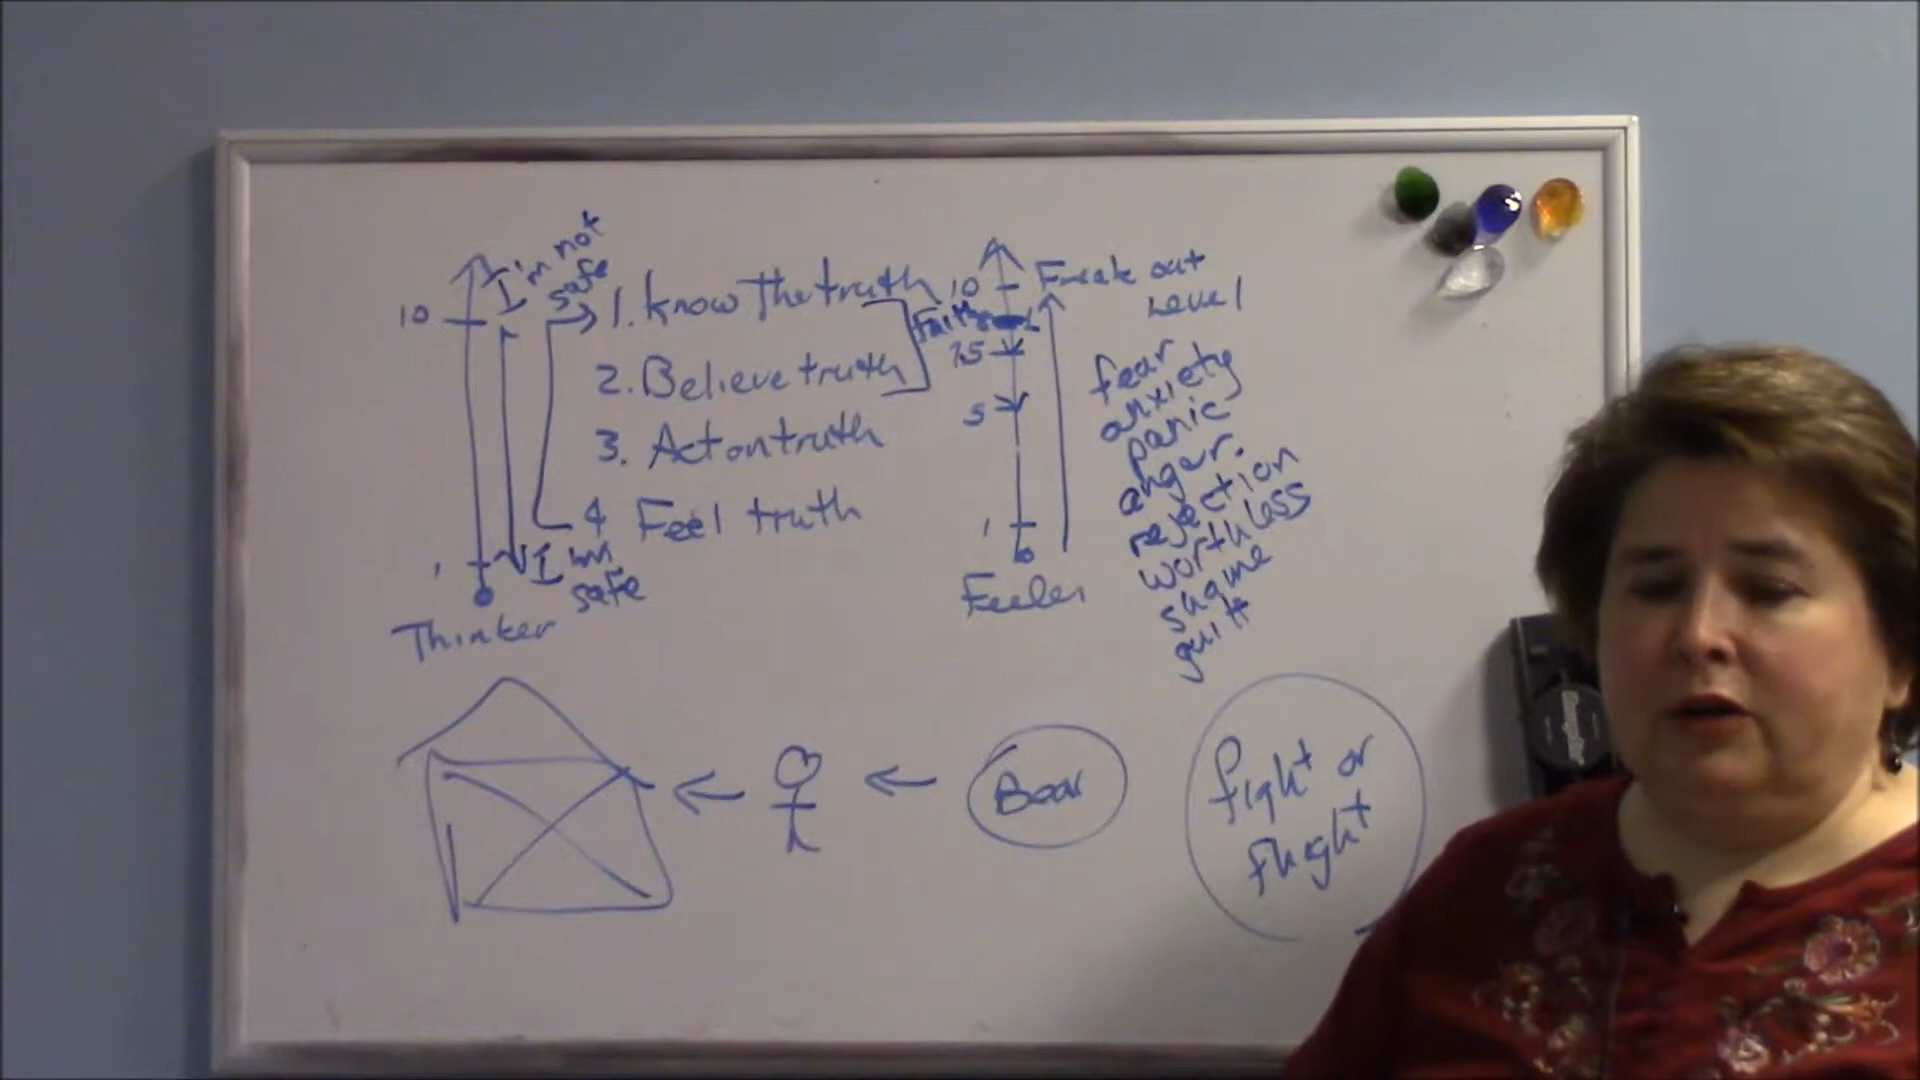 10
I'm not
safe
1. Know The truth
2. Believe truth
3. Act on truth
4 Feel truth
1
I am
safe
Thinker
Faith
10
Freak out
Level
7.5
5
1
Feeler
fear
anxiety
panic
anger.
rejection
worthless
shame
guilt
Bear
fight or
flight